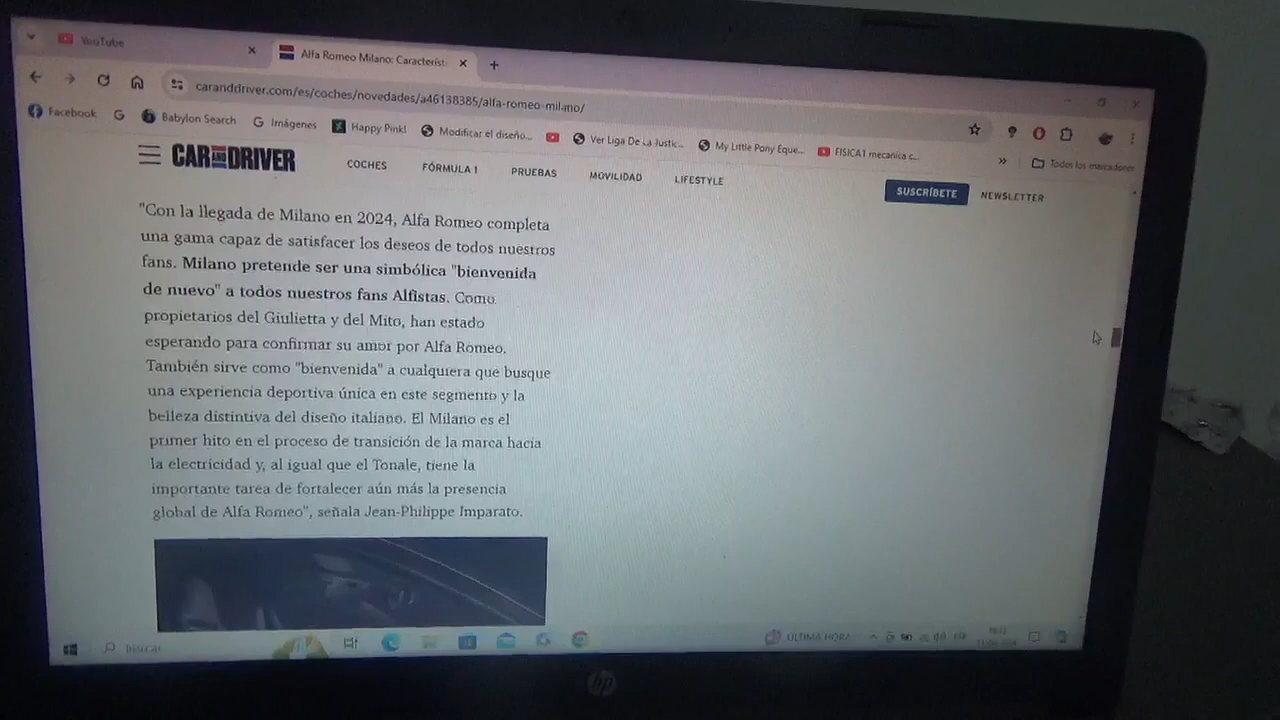 YouTube
Alfa Romeo Milano: Caracterist
caranddriver.com/es/coches/novedades/a46138385/alfa-romeo-milano/
Facebook Babylon Search Imágenes Happy Pink! Modificar el diseño... Ver Liga De La Justic... My Little Pony Eque... FISICA1 mecanica c... Todos los marcadores
CAR AND DRIVER COCHES FÓRMULA 1 PRUEBAS MOVILIDAD LIFESTYLE SUSCRÍBETE NEWSLETTER
"Con la llegada de Milano en 2024, Alfa Romeo completa
una gama capaz de satisfacer los deseos de todos nuestros
fans. Milano pretende ser una simbólica "bienvenida
de nuevo" a todos nuestros fans Alfistas. Como
propietarios del Giulietta y del Mito, han estado
esperando para confirmar su amor por Alfa Romeo.
También sirve como "bienvenida" a cualquiera que busque
una experiencia deportiva única en este segmento y la
belleza distintiva del diseño italiano. El Milano es el
primer hito en el proceso de transición de la marca hacia
la electricidad y, al igual que el Tonale, tiene la
importante tarea de fortalecer aún más la presencia
global de Alfa Romeo", señala Jean-Philippe Imparato.
Buscar ÚLTIMA HORA
hp